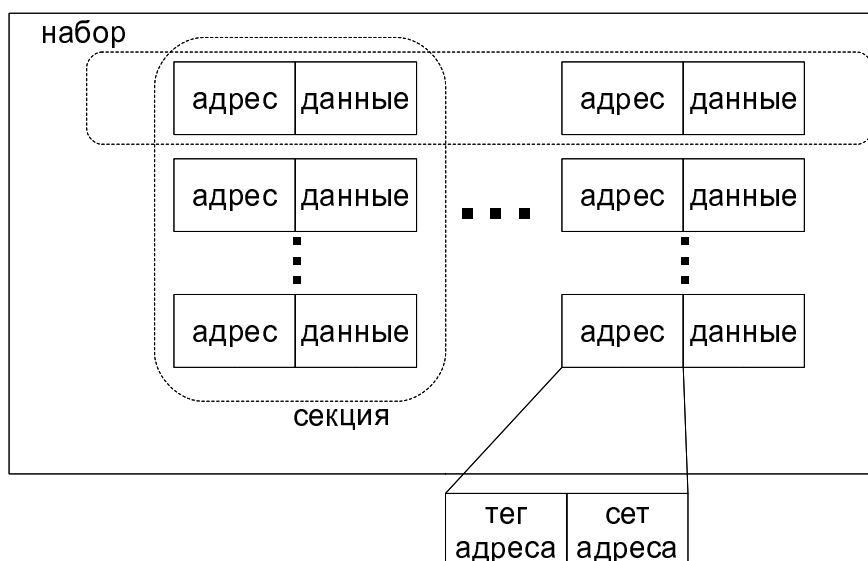 набор
адрес данные адрес данные
адрес данные адрес данные
адрес данные адрес данные
секция
тег сет
адреса адреса